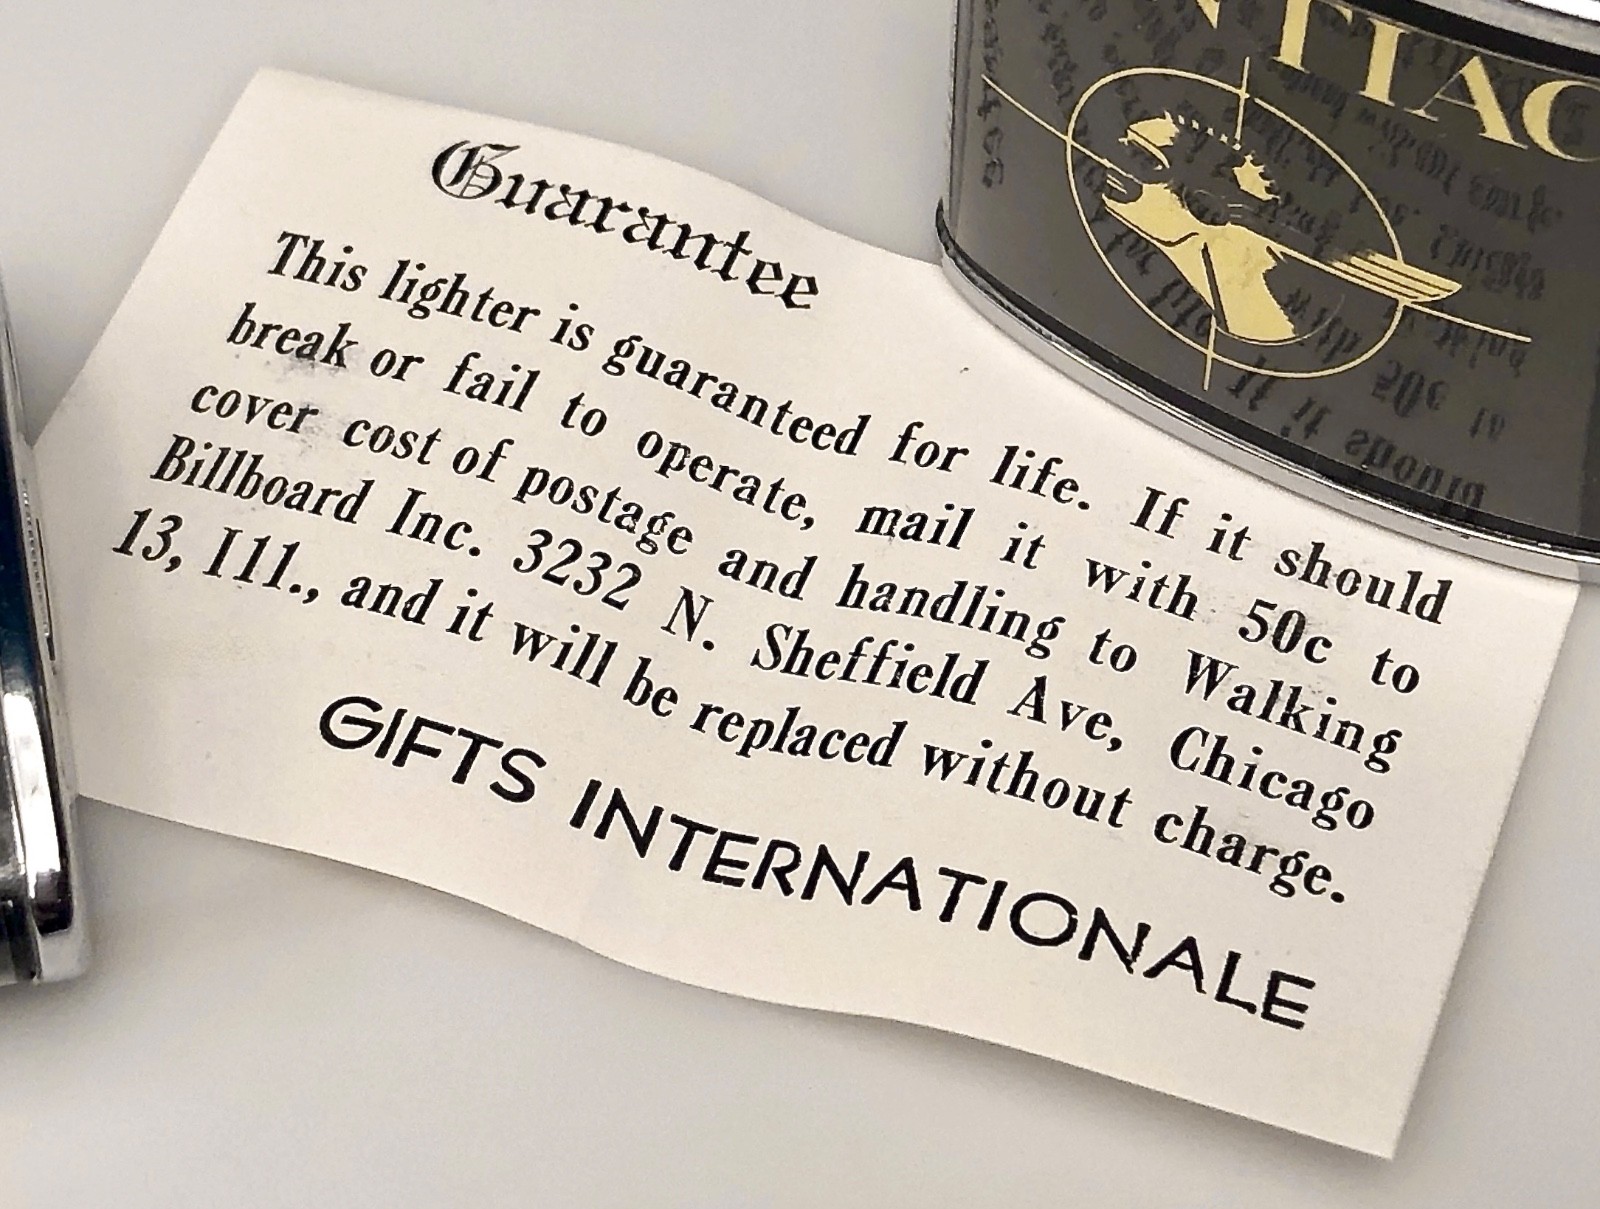 NTIAC
Guarantee
This lighter is guaranteed for life. If it should
break or fail to operate, mail it with 50c to
cover cost of postage and handling to Walking
Billboard Inc. 3232 N. Sheffield Ave, Chicago
13, Ill., and it will be replaced without charge.
GIFTS INTERNATIONALE